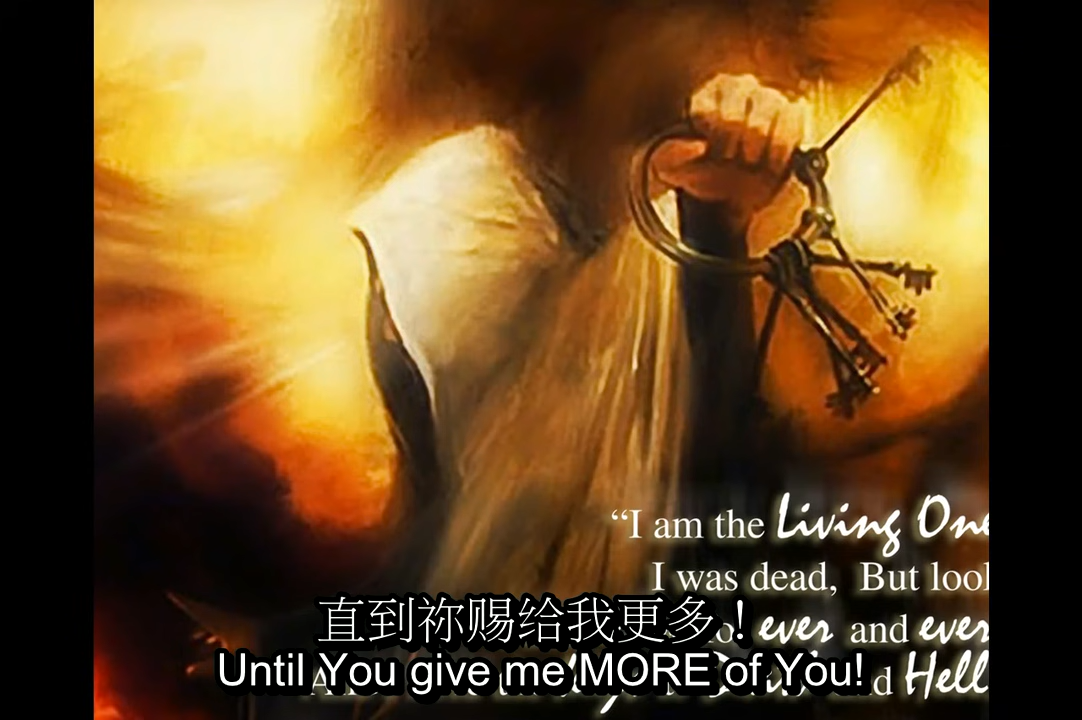 “I am the Living One
I was dead, But look
ever and ever
Hell
直到祢赐给我更多！
Until You give me MORE of You!